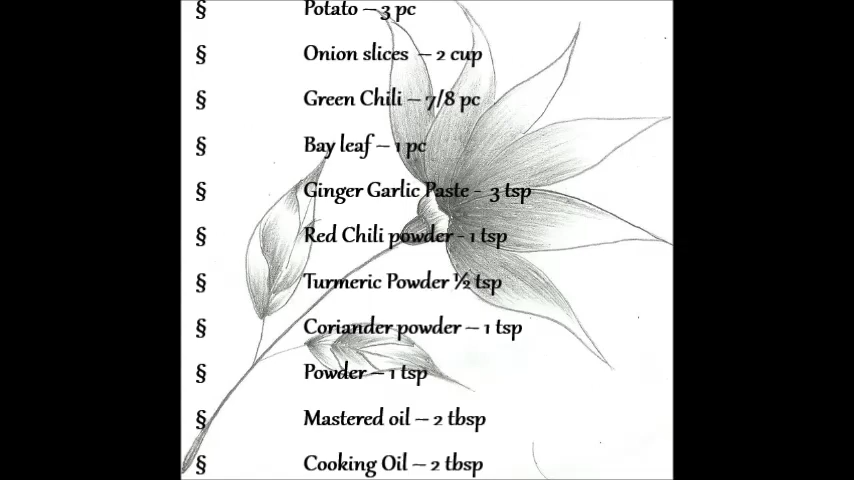 § Potato – 3 pc
§ Onion slices – 2 cup
§ Green Chili – 7/8 pc
§ Bay leaf – 1 pc
§ Ginger Garlic Paste - 3 tsp
§ Red Chili powder - 1 tsp
§ Turmeric Powder ½ tsp
§ Coriander powder – 1 tsp
§ Powder – 1 tsp
§ Mastered oil – 2 tbsp
§ Cooking Oil – 2 tbsp